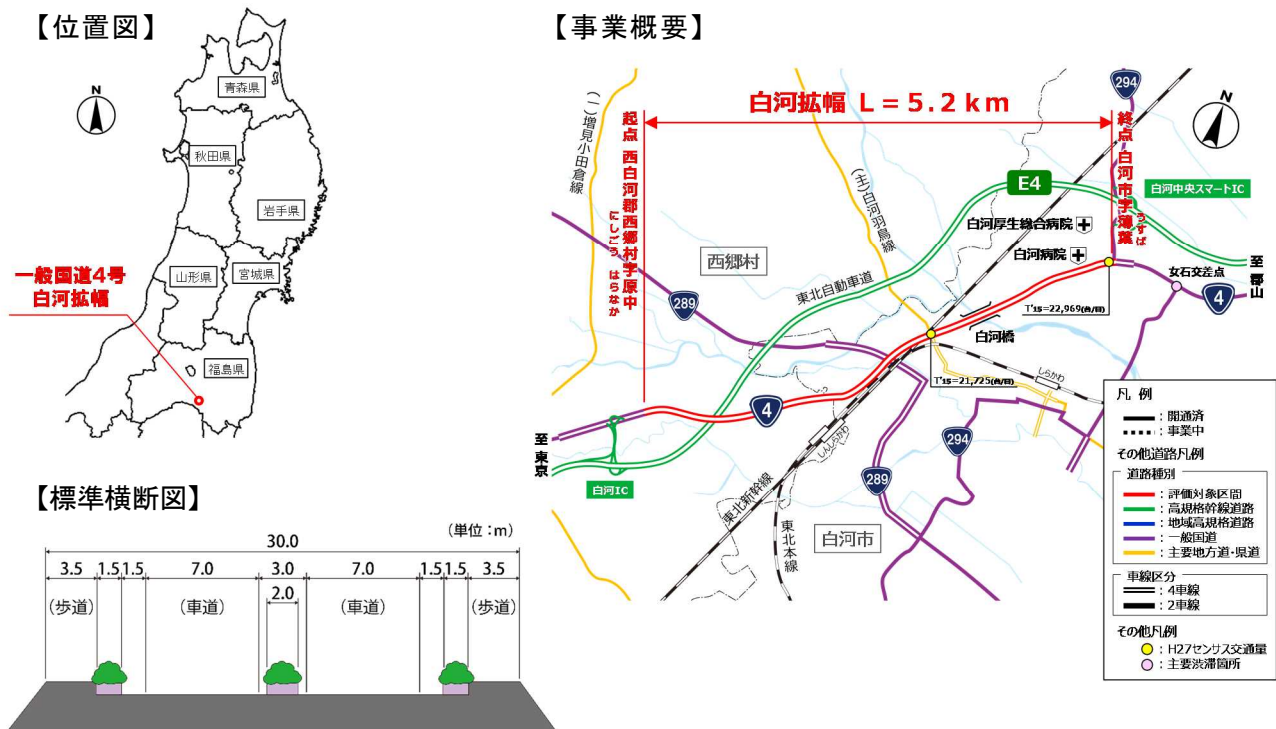 【位置図】
N
青森県
秋田県
岩手県
山形県
宮城県
福島県
一般国道4号
白河拡幅
【標準横断図】
(単位:m)
30.0
3.5 1.5 1.5 7.0 3.0 7.0 1.5 1.5 3.5
2.0
(歩道) (車道) (車道) (歩道)
【事業概要】
N
白河拡幅 L=5.2km
起点 西白河郡西郷村字原中
にしごう はらなか
終点 白河市字薄葉
うすば
(一)増見小田倉線
(主)白河羽鳥線
294
E4
白河中央スマートIC
白河厚生総合病院
白河病院
西郷村
東北自動車道
289
女石交差点
4
至 郡山
T'15=22,969(台/日)
白河橋
T'15=21,725(台/日)
しらかわ
4
至 東京
白河IC
しんしらかわ
東北新幹線
東北本線
289
294
白河市
凡 例
:開通済
:事業中
その他道路凡例
道路種別
:評価対象区間
:高規格幹線道路
:地域高規格道路
:一般国道
:主要地方道・県道
車線区分
:4車線
:2車線
その他凡例
:H27センサス交通量
:主要渋滞箇所